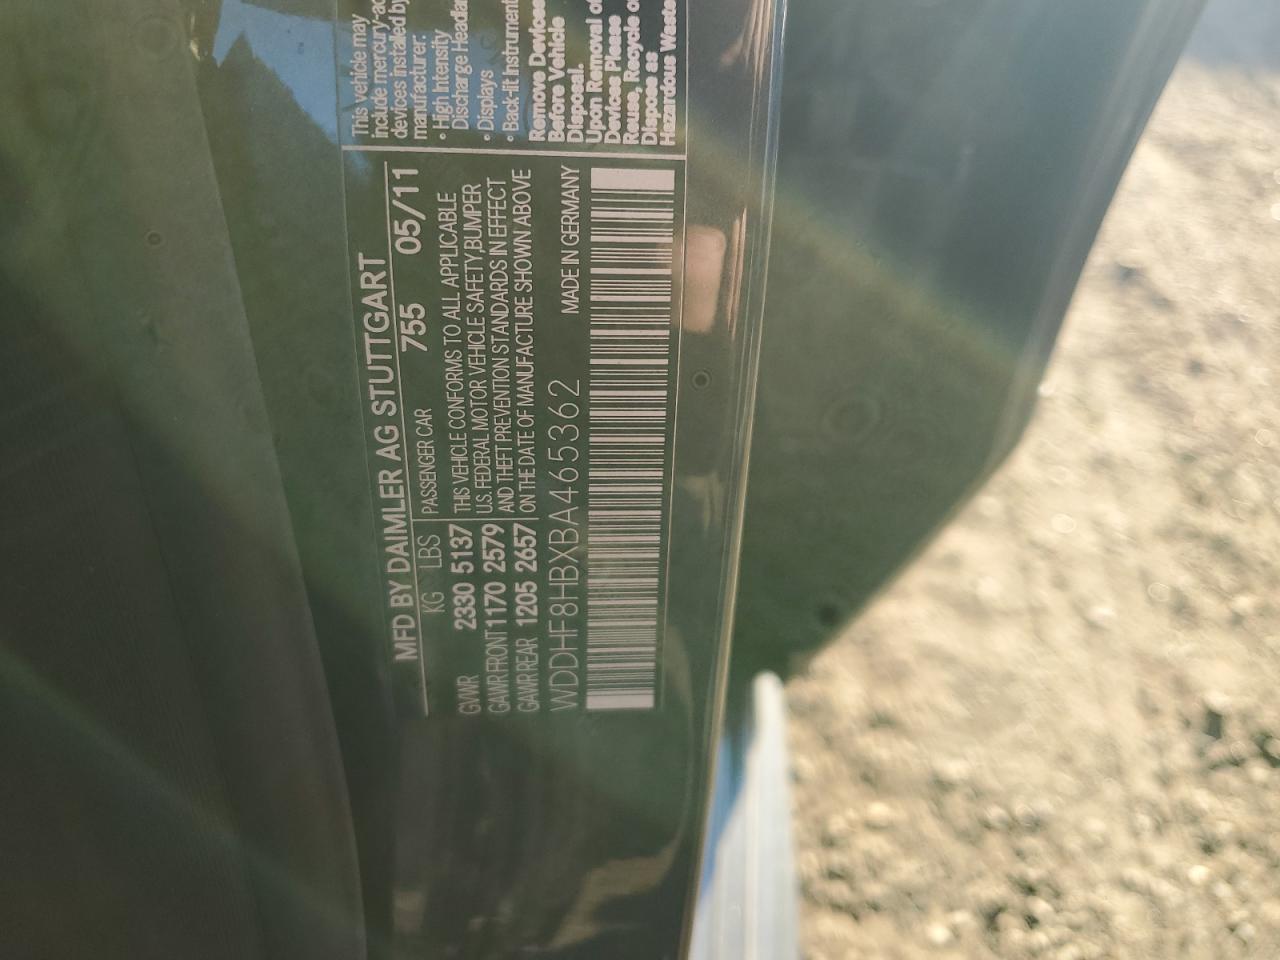 MFD BY DAIMLER AG STUTTGART
KG LBS PASSENGER CAR 755 05/11
GVWR 2330 5137
GAWR FRONT 1170 2579
GAWR REAR 1205 2657
THIS VEHICLE CONFORMS TO ALL APPLICABLE
U.S. FEDERAL MOTOR VEHICLE SAFETY,BUMPER
AND THEFT PREVENTION STANDARDS IN EFFECT
ON THE DATE OF MANUFACTURE SHOWN ABOVE
WDDHF8HBXBA465362 MADE IN GERMANY
This vehicle may
include
devices installed by
manufacturer:
• High Intensity
Discharge
• Displays
• Back-lit
Remove Devices
Before Vehicle
Disposal.
Upon Removal of
Devices Please
Reuse, Recycle or
Dispose as
Hazardous Waste